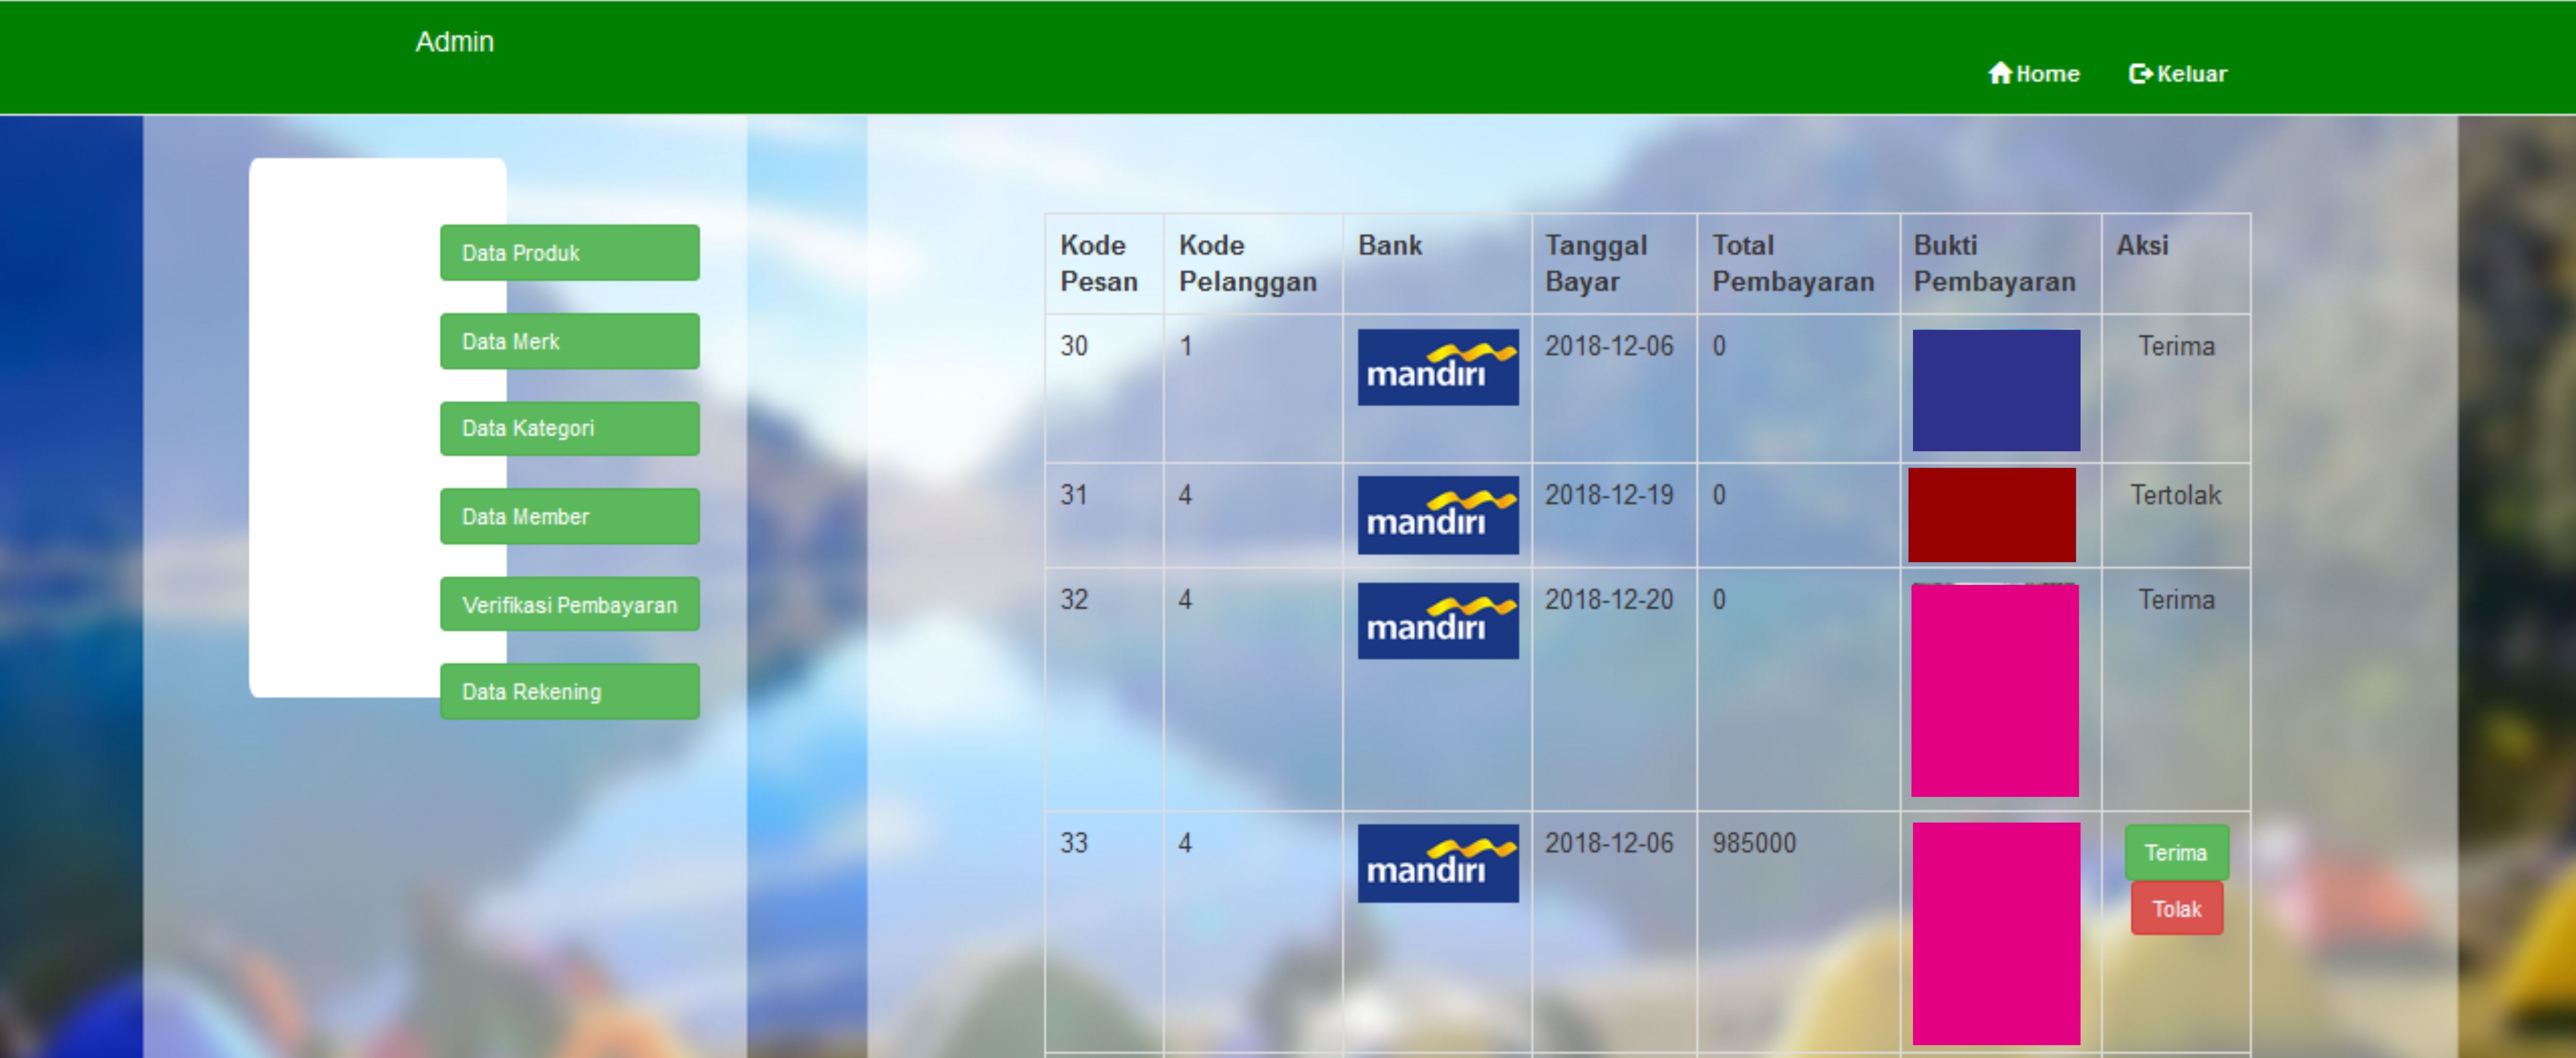 Admin
Home Keluar
Data Produk
Data Merk
Data Kategori
Data Member
Verifikasi Pembayaran
Data Rekening
Kode Pesan Kode Pelanggan Bank Tanggal Bayar Total Pembayaran Bukti Pembayaran Aksi
30 1 mandiri 2018-12-06 0 Terima
31 4 mandiri 2018-12-19 0 Tertolak
32 4 mandiri 2018-12-20 0 Terima
33 4 mandiri 2018-12-06 985000 Terima
Tolak